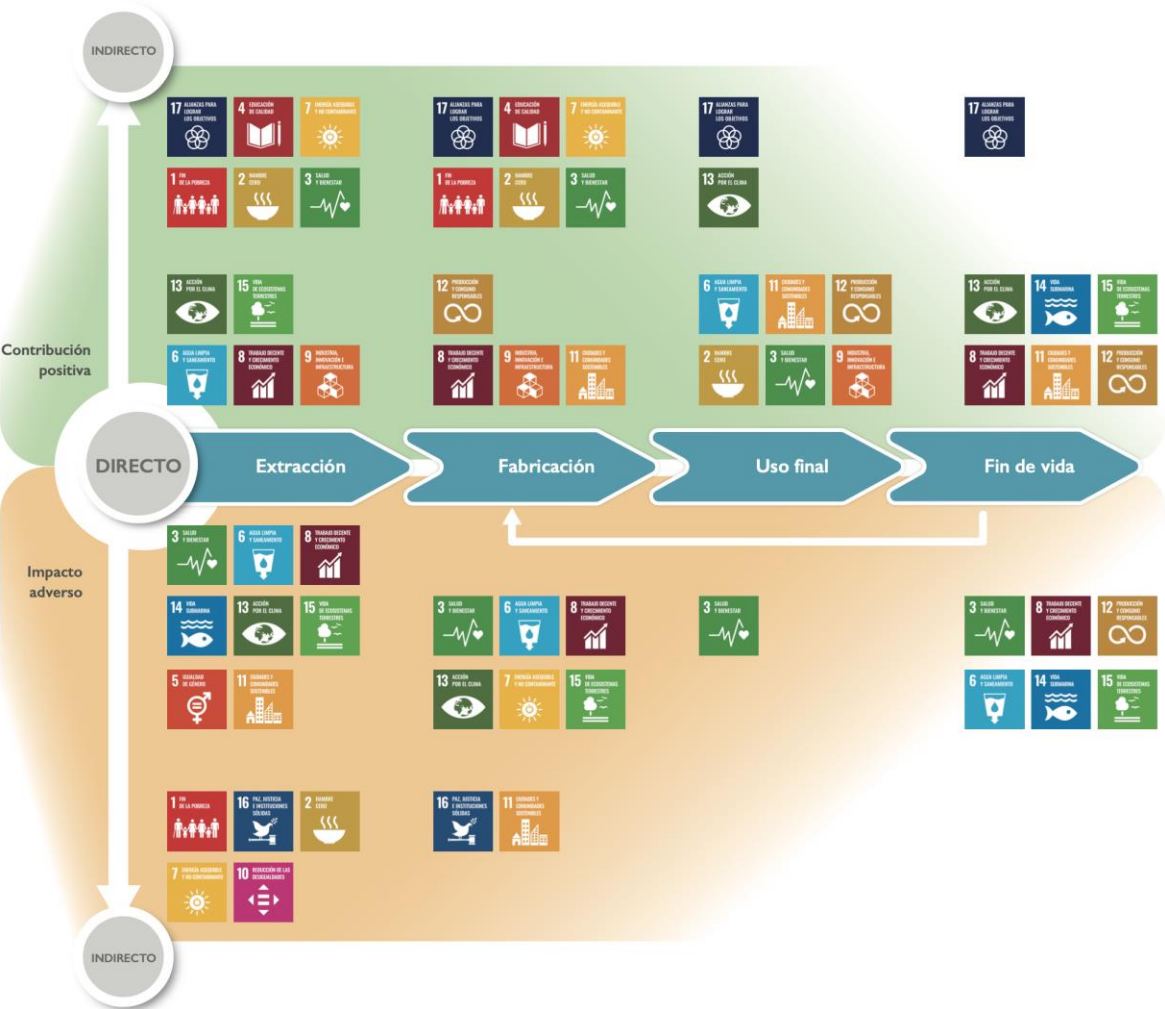 INDIRECTO
17 ALIANZAS PARA
LOGRAR
LOS OBJETIVOS
4 EDUCACIÓN
DE CALIDAD
7 ENERGÍA ASEQUIBLE
Y NO CONTAMINANTE
17 ALIANZAS PARA
LOGRAR
LOS OBJETIVOS
4 EDUCACIÓN
DE CALIDAD
7 ENERGÍA ASEQUIBLE
Y NO CONTAMINANTE
17 ALIANZAS PARA
LOGRAR
LOS OBJETIVOS
17 ALIANZAS PARA
LOGRAR
LOS OBJETIVOS
1 FIN
DE LA POBREZA
2 HAMBRE
CERO
3 SALUD
Y BIENESTAR
1 FIN
DE LA POBREZA
2 HAMBRE
CERO
3 SALUD
Y BIENESTAR
13 ACCIÓN
POR EL CLIMA
13 ACCIÓN
POR EL CLIMA
15 VIDA
DE ECOSISTEMAS
TERRESTRES
12 PRODUCCIÓN
Y CONSUMO
RESPONSABLES
6 AGUA LIMPIA
Y SANEAMIENTO
11 CIUDADES Y
COMUNIDADES
SOSTENIBLES
12 PRODUCCIÓN
Y CONSUMO
RESPONSABLES
13 ACCIÓN
POR EL CLIMA
14 VIDA
SUBMARINA
15 VIDA
DE ECOSISTEMAS
TERRESTRES
Contribución
positiva
6 AGUA LIMPIA
Y SANEAMIENTO
8 TRABAJO DECENTE
Y CRECIMIENTO
ECONÓMICO
9 INDUSTRIA,
INNOVACIÓN E
INFRAESTRUCTURA
8 TRABAJO DECENTE
Y CRECIMIENTO
ECONÓMICO
9 INDUSTRIA,
INNOVACIÓN E
INFRAESTRUCTURA
11 CIUDADES Y
COMUNIDADES
SOSTENIBLES
2 HAMBRE
CERO
3 SALUD
Y BIENESTAR
9 INDUSTRIA,
INNOVACIÓN E
INFRAESTRUCTURA
8 TRABAJO DECENTE
Y CRECIMIENTO
ECONÓMICO
11 CIUDADES Y
COMUNIDADES
SOSTENIBLES
12 PRODUCCIÓN
Y CONSUMO
RESPONSABLES
DIRECTO
Extracción
Fabricación
Uso final
Fin de vida
Impacto
adverso
3 SALUD
Y BIENESTAR
6 AGUA LIMPIA
Y SANEAMIENTO
8 TRABAJO DECENTE
Y CRECIMIENTO
ECONÓMICO
14 VIDA
SUBMARINA
13 ACCIÓN
POR EL CLIMA
15 VIDA
DE ECOSISTEMAS
TERRESTRES
3 SALUD
Y BIENESTAR
6 AGUA LIMPIA
Y SANEAMIENTO
8 TRABAJO DECENTE
Y CRECIMIENTO
ECONÓMICO
3 SALUD
Y BIENESTAR
3 SALUD
Y BIENESTAR
8 TRABAJO DECENTE
Y CRECIMIENTO
ECONÓMICO
12 PRODUCCIÓN
Y CONSUMO
RESPONSABLES
5 IGUALDAD
DE GÉNERO
11 CIUDADES Y
COMUNIDADES
SOSTENIBLES
13 ACCIÓN
POR EL CLIMA
7 ENERGÍA ASEQUIBLE
Y NO CONTAMINANTE
15 VIDA
DE ECOSISTEMAS
TERRESTRES
6 AGUA LIMPIA
Y SANEAMIENTO
14 VIDA
SUBMARINA
15 VIDA
DE ECOSISTEMAS
TERRESTRES
1 FIN
DE LA POBREZA
16 PAZ, JUSTICIA
E INSTITUCIONES
SÓLIDAS
2 HAMBRE
CERO
16 PAZ, JUSTICIA
E INSTITUCIONES
SÓLIDAS
11 CIUDADES Y
COMUNIDADES
SOSTENIBLES
7 ENERGÍA ASEQUIBLE
Y NO CONTAMINANTE
10 REDUCCIÓN DE LAS
DESIGUALDADES
INDIRECTO